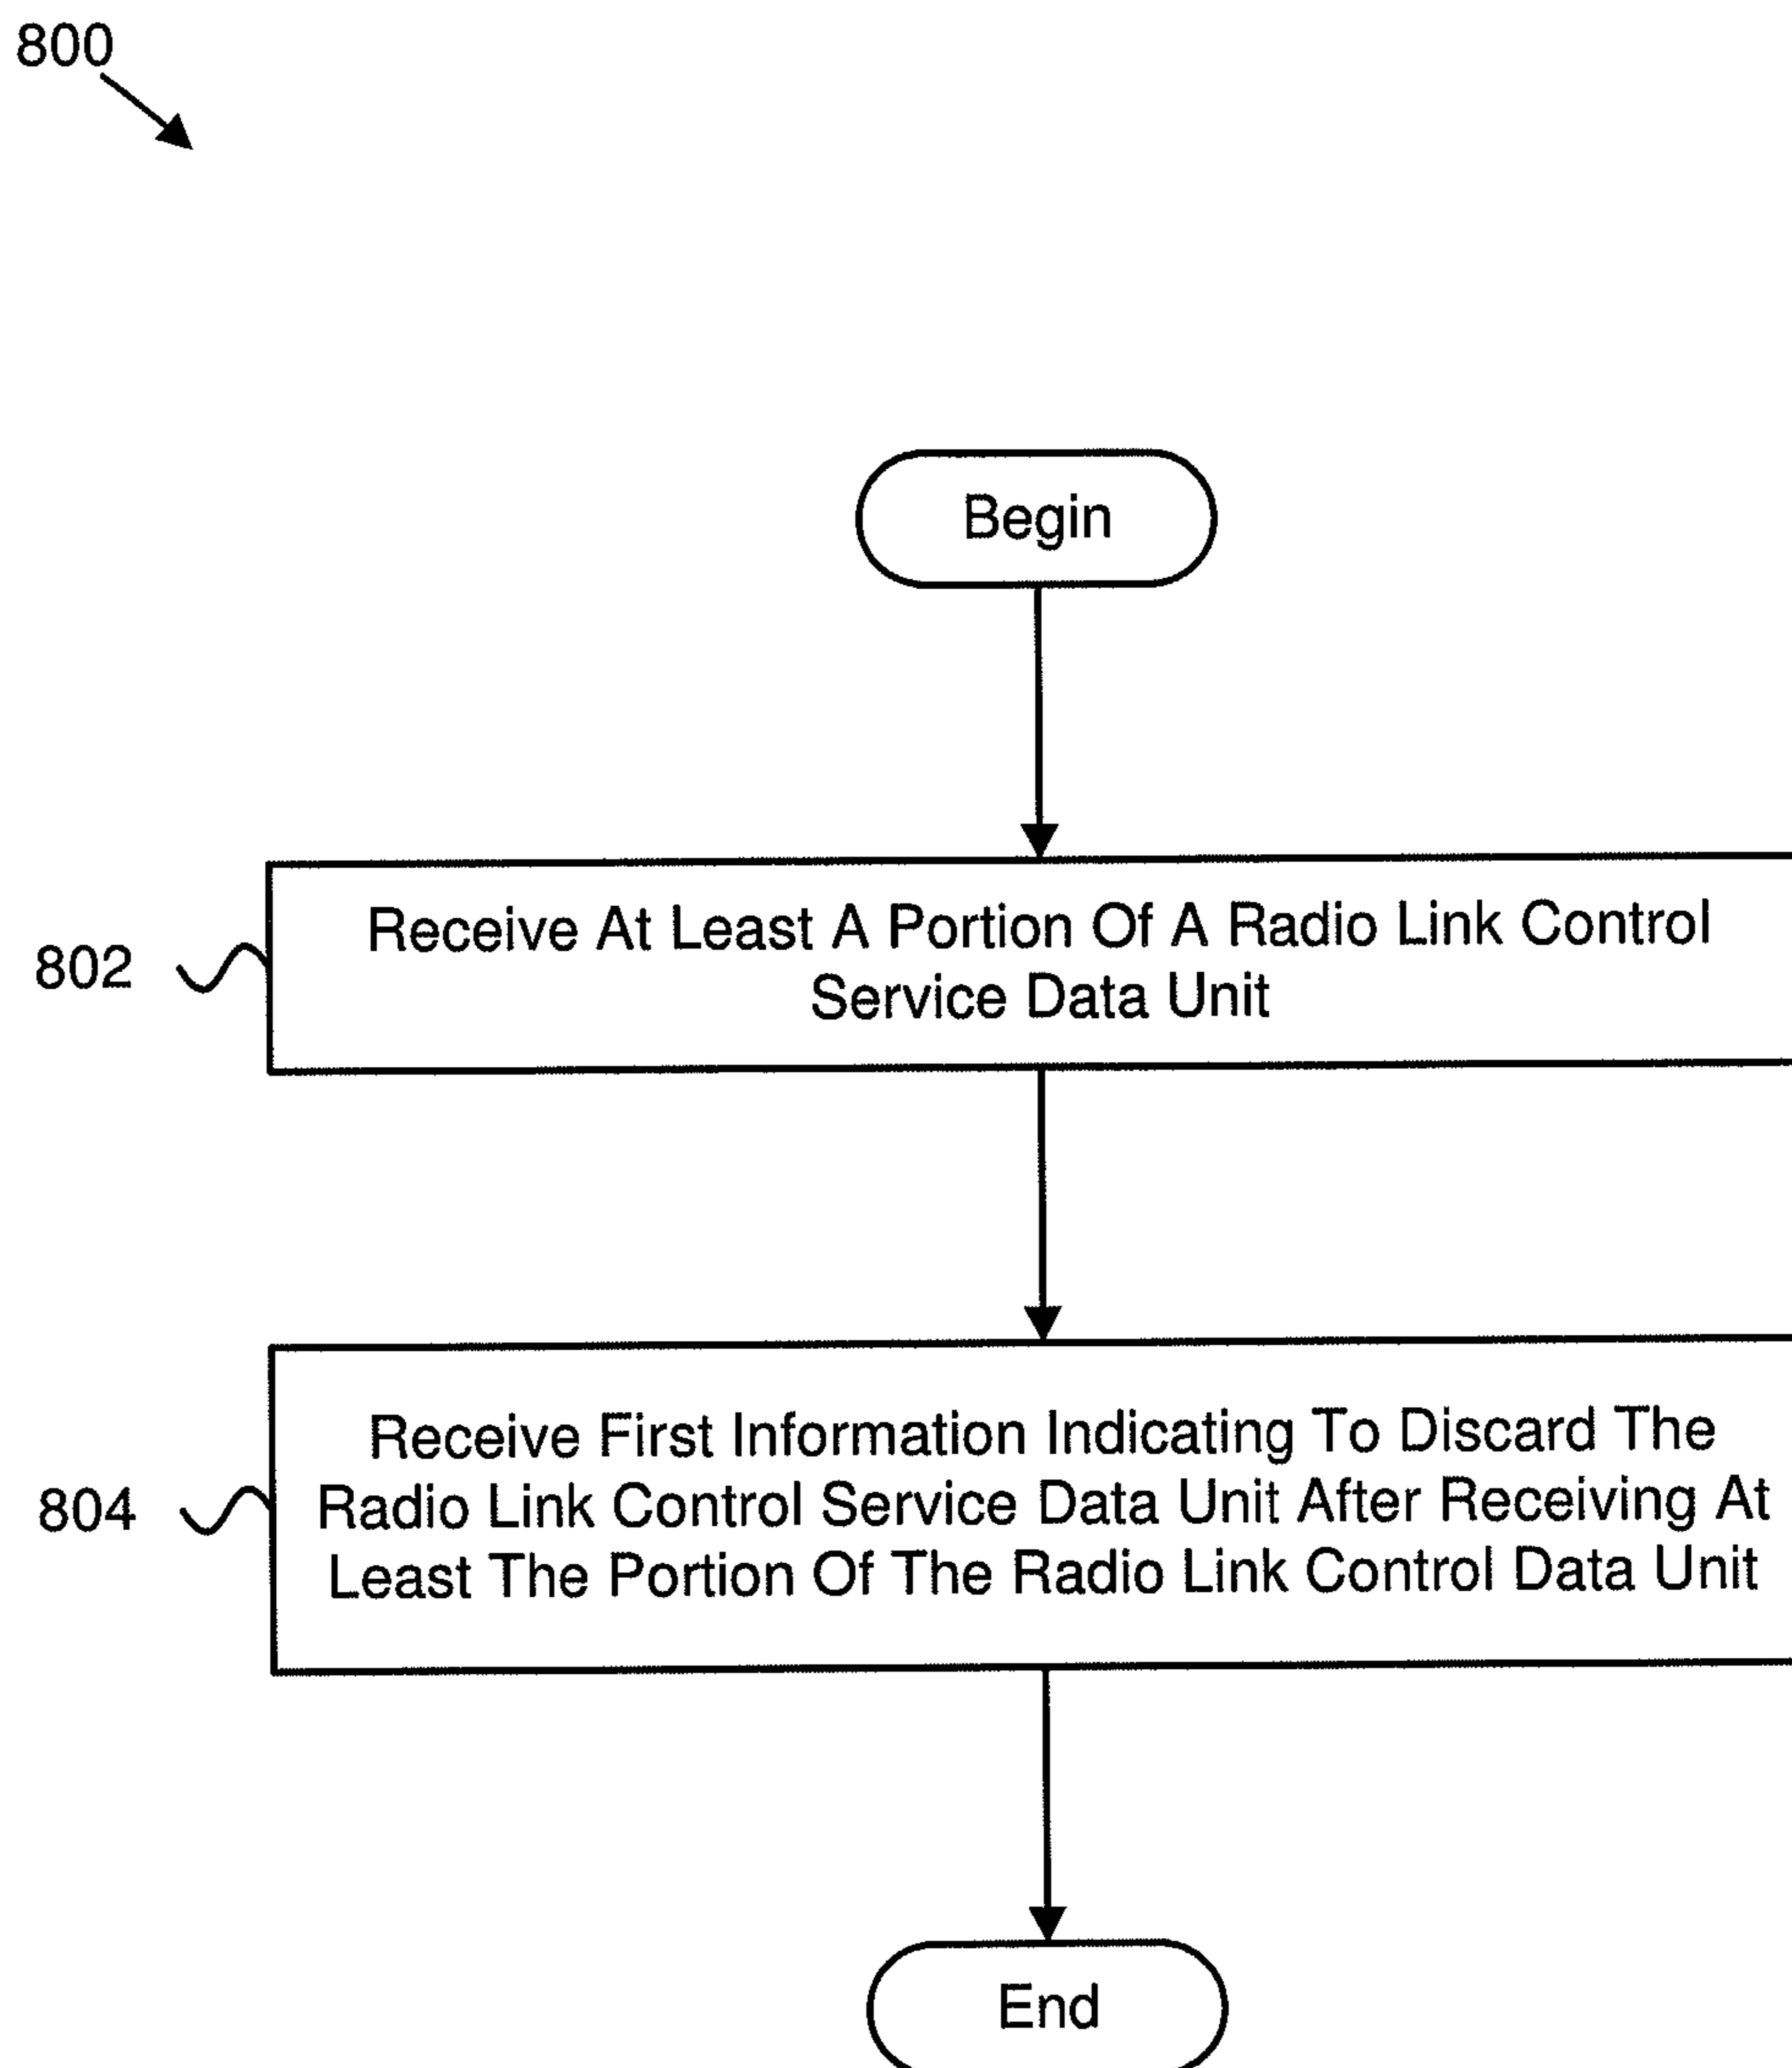 800
Begin
802
Receive At Least A Portion Of A Radio Link Control
Service Data Unit
804
Receive First Information Indicating To Discard The
Radio Link Control Service Data Unit After Receiving At
Least The Portion Of The Radio Link Control Data Unit
End